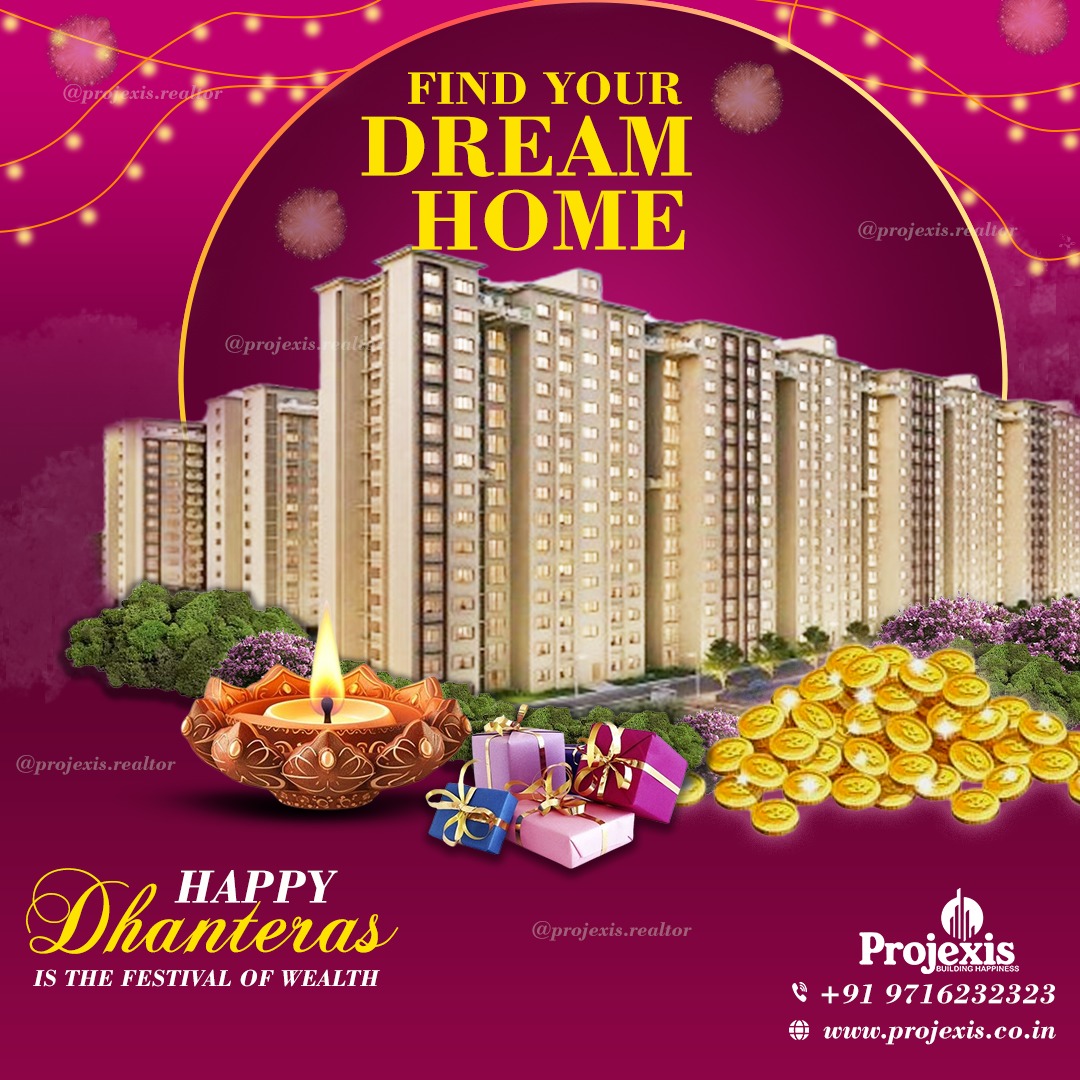 @projexis.realtor
FIND YOUR
DREAM
HOME
@projexis.realtor
@projexis.realtor
@projexis.realtor
HAPPY
Dhanteras
IS THE FESTIVAL OF WEALTH
@projexis.realtor
Projexis
BUILDING HAPPINESS
+91 9716232323
www.projexis.co.in